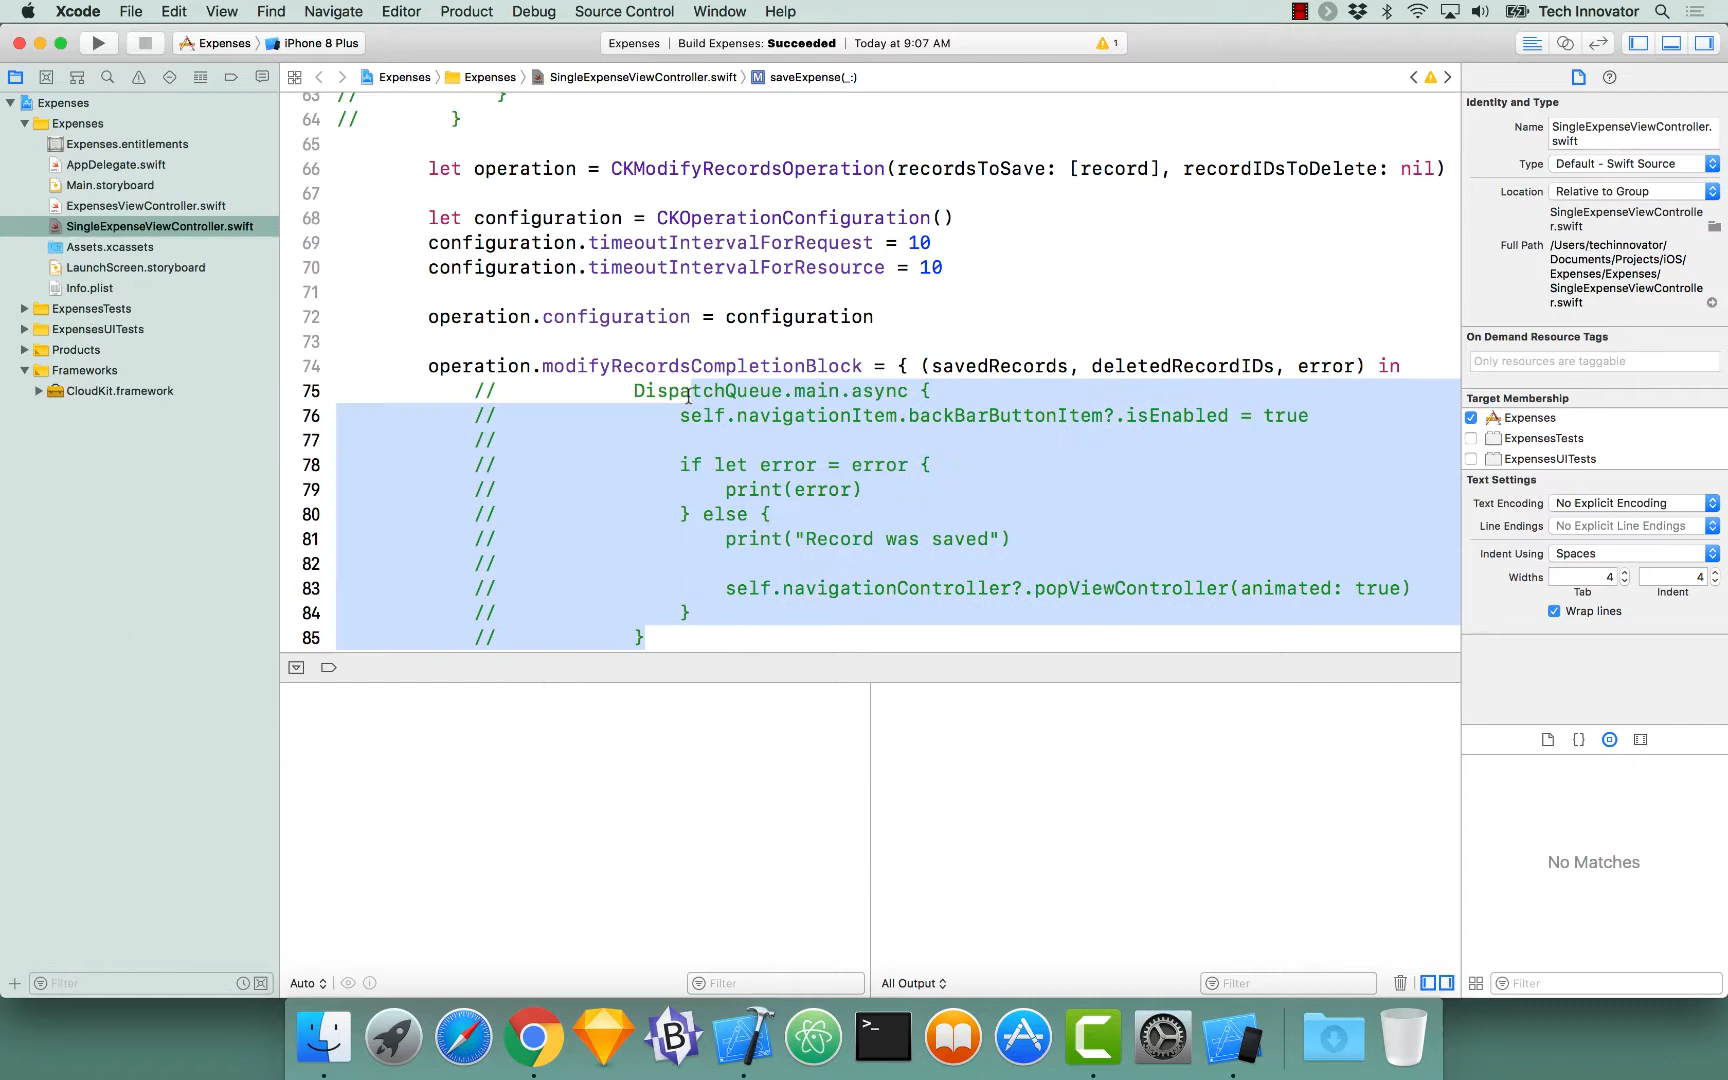 Xcode File Edit View Find Navigate Editor Product Debug Source Control Window Help Tech Innovator
Expenses iPhone 8 Plus Expenses Build Expenses: Succeeded Today at 9:07 AM 1
Expenses Expenses SingleExpenseViewController.swift M saveExpense(_:)
Expenses
Expenses
Expenses.entitlements
AppDelegate.swift
Main.storyboard
ExpensesViewController.swift
SingleExpenseViewController.swift
Assets.xcassets
LaunchScreen.storyboard
Info.plist
ExpensesTests
ExpensesUITests
Products
Frameworks
CloudKit.framework
Filter
63 // }
64 // }
65
66 let operation = CKModifyRecordsOperation(recordsToSave: [record], recordIDsToDelete: nil)
67
68 let configuration = CKOperationConfiguration()
69 configuration.timeoutIntervalForRequest = 10
70 configuration.timeoutIntervalForResource = 10
71
72 operation.configuration = configuration
73
74 operation.modifyRecordsCompletionBlock = { (savedRecords, deletedRecordIDs, error) in
75 // DispatchQueue.main.async {
76 // self.navigationItem.backBarButtonItem?.isEnabled = true
77 //
78 // if let error = error {
79 // print(error)
80 // } else {
81 // print("Record was saved")
82 //
83 // self.navigationController?.popViewController(animated: true)
84 // }
85 // }
Auto Filter
All Output Filter
Identity and Type
Name SingleExpenseViewController.
swift
Type Default - Swift Source
Location Relative to Group
SingleExpenseViewControlle
r.swift
Full Path /Users/techinnovator/
Documents/Projects/iOS/
Expenses/Expenses/
SingleExpenseViewControlle
r.swift
On Demand Resource Tags
Only resources are taggable
Target Membership
Expenses
ExpensesTests
ExpensesUITests
Text Settings
Text Encoding No Explicit Encoding
Line Endings No Explicit Line Endings
Indent Using Spaces
Widths 4 4
Tab Indent
Wrap lines
{}
No Matches
Filter
B
>_
C